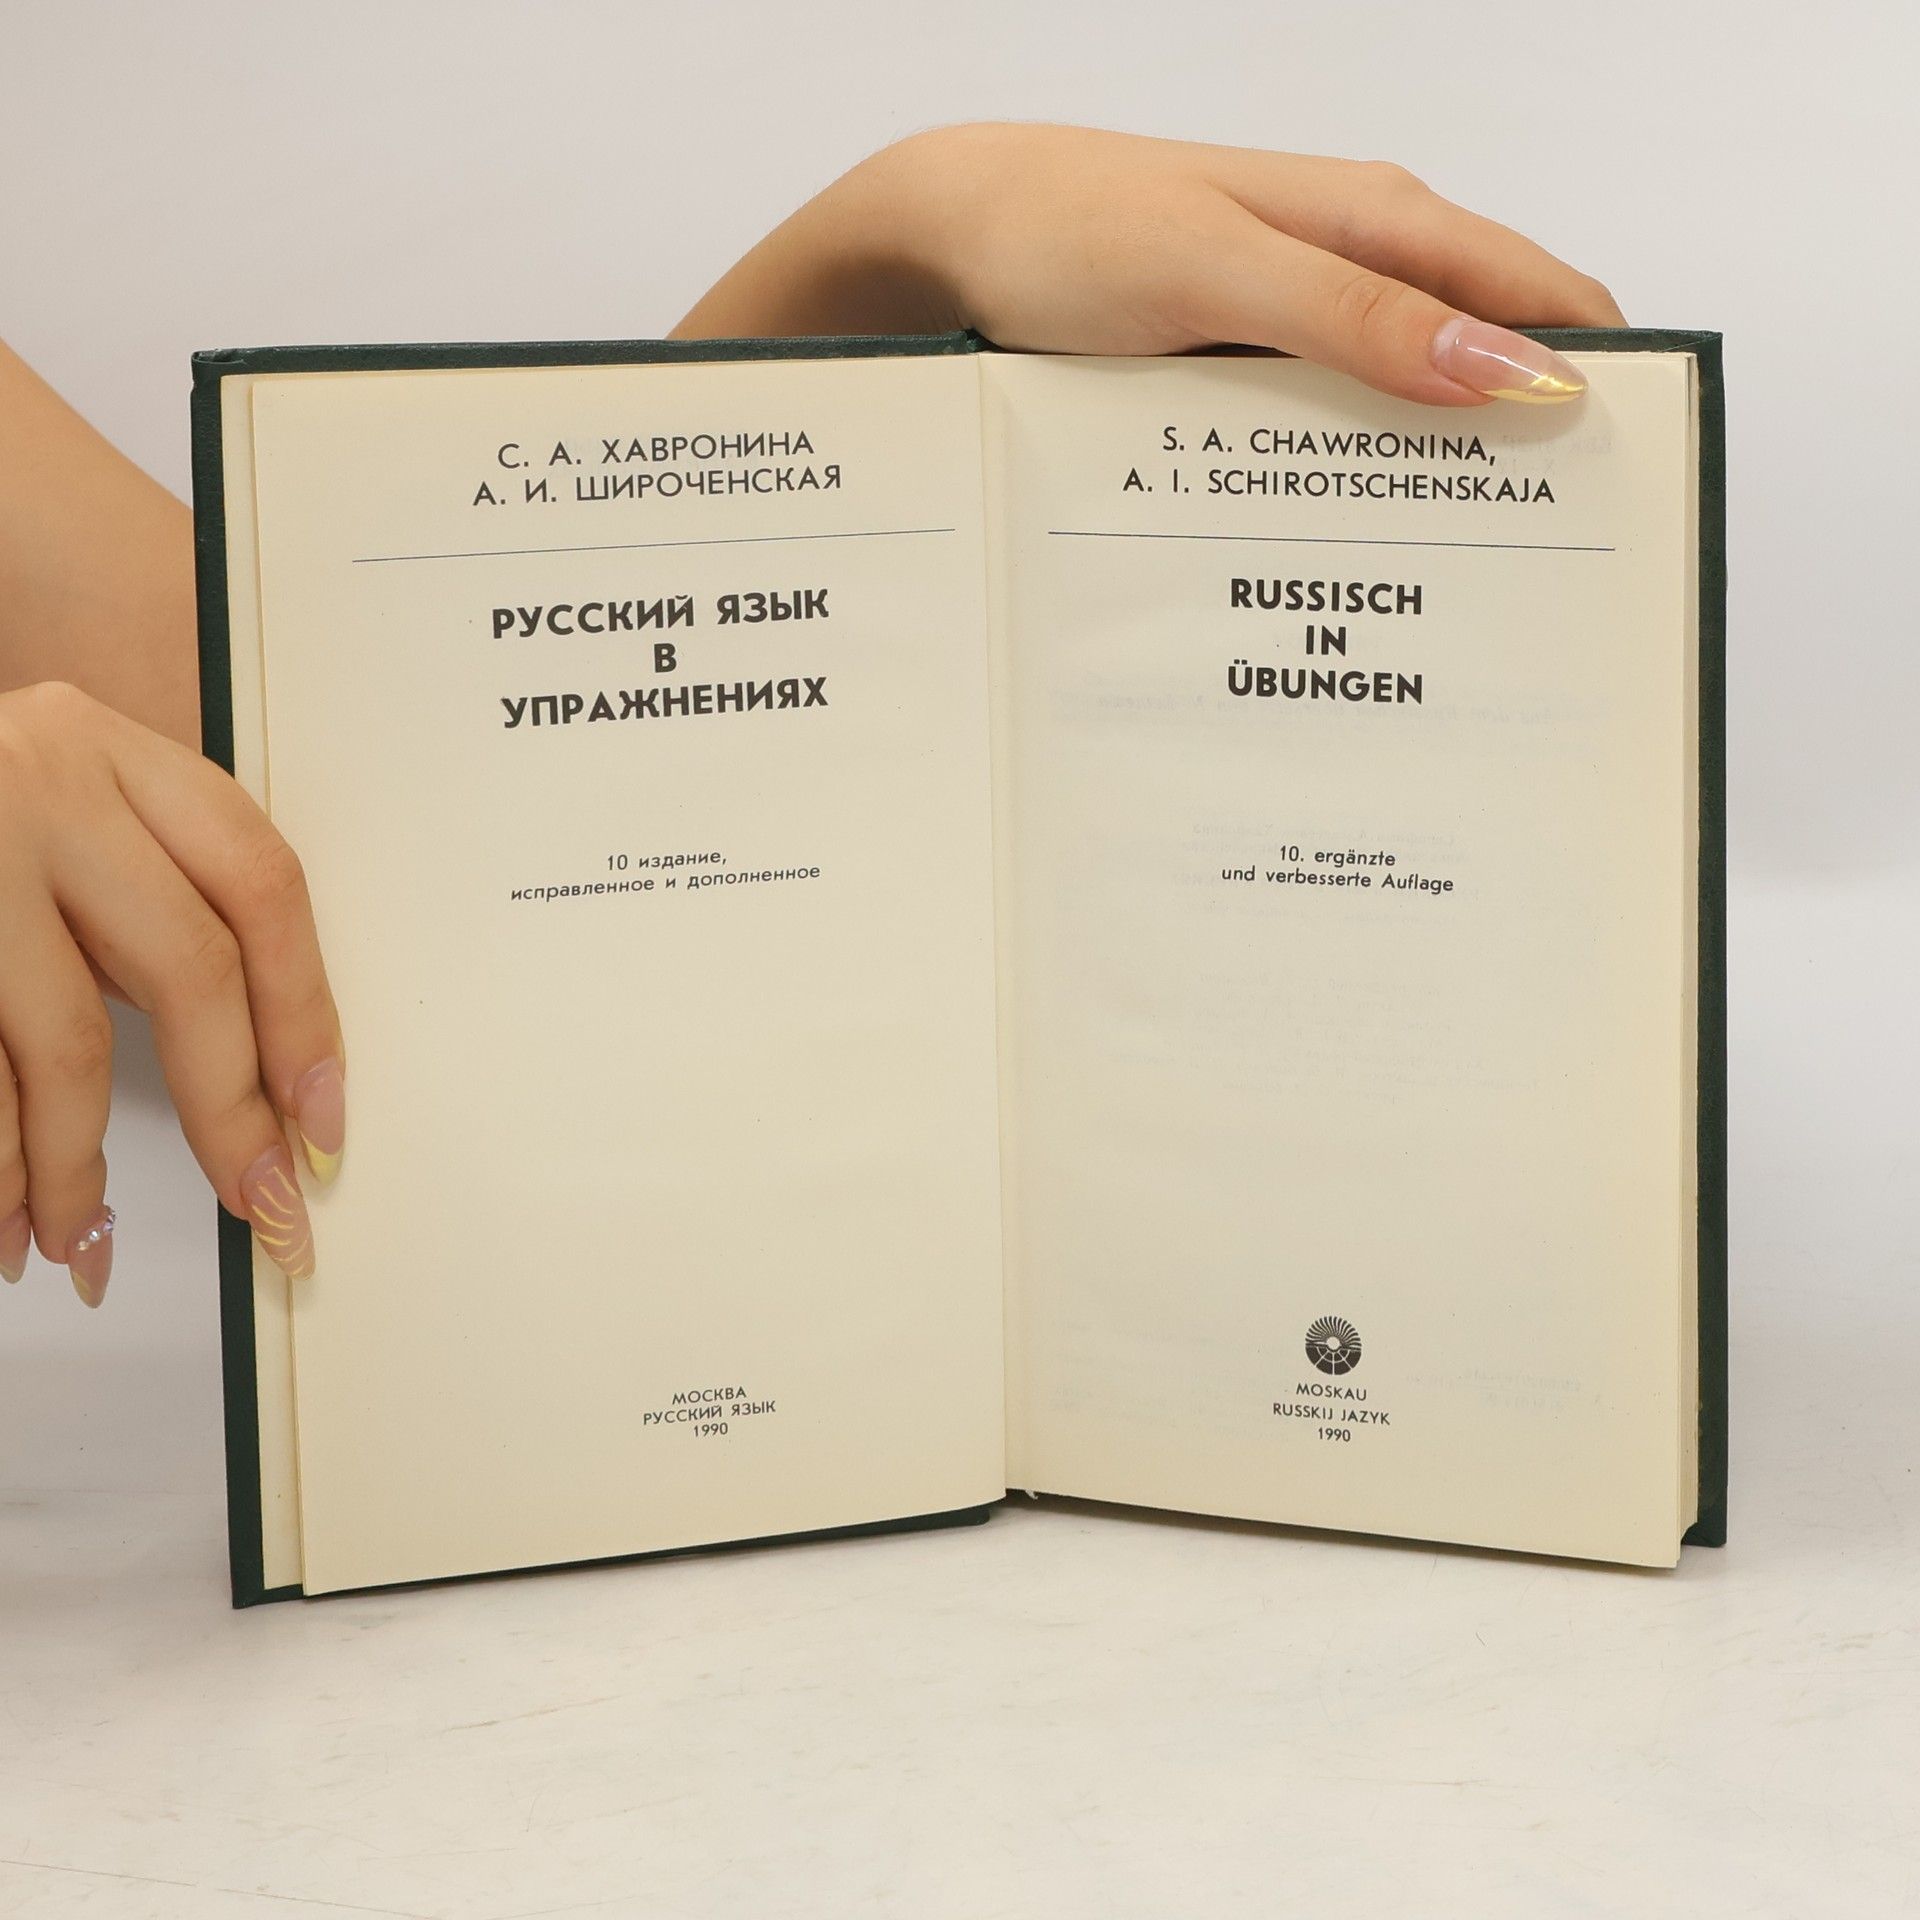 С. А. ХАВРОНИНА
А. И. ШИРОЧЕНСКАЯ
РУССКИЙ ЯЗЫК
В
УПРАЖНЕНИЯХ
10 издание,
исправленное и дополненное
МОСКВА
РУССКИЙ ЯЗЫК
1990
S. A. CHAWRONINA,
A. I. SCHIROTSCHENSKAJA
RUSSISCH
IN
ÜBUNGEN
10. ergänzte
und verbesserte Auflage
MOSKAU
RUSSKIJ JAZYK
1990